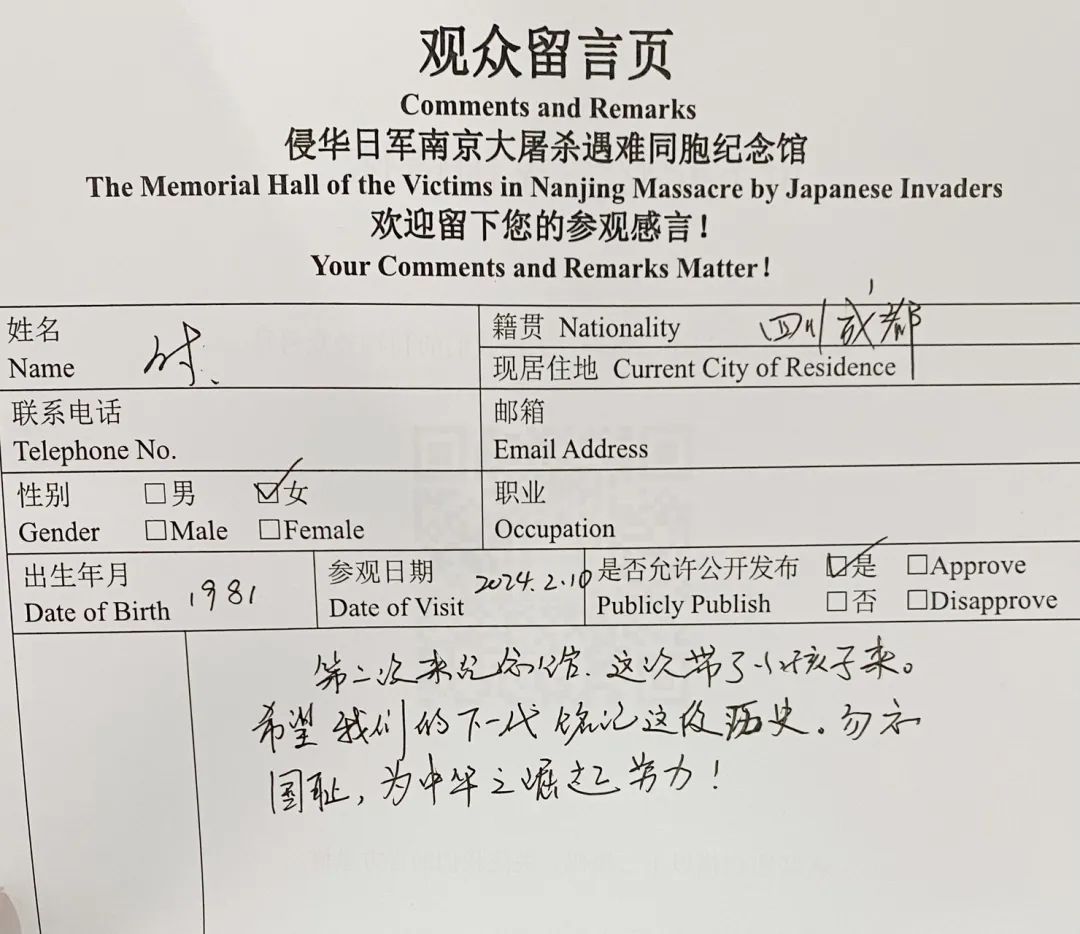 观众留言页
Comments and Remarks
侵华日军南京大屠杀遇难同胞纪念馆
The Memorial Hall of the Victims in Nanjing Massacre by Japanese Invaders
欢迎留下您的参观感言！
Your Comments and Remarks Matter!
姓名
Name
籍贯 Nationality 四川成都
现居住地 Current City of Residence
联系电话
Telephone No.
邮箱
Email Address
性别 □男 ☑女
Gender □Male □Female
职业
Occupation
出生年月
Date of Birth 1981
参观日期
Date of Visit 2024.2.10
是否允许公开发布 ☑是 □Approve
Publicly Publish □否 □Disapprove
第二次来纪念馆.这次带了小孩子来。
希望我们的下一代铭记这段历史。勿忘
国耻，为中华之崛起努力！